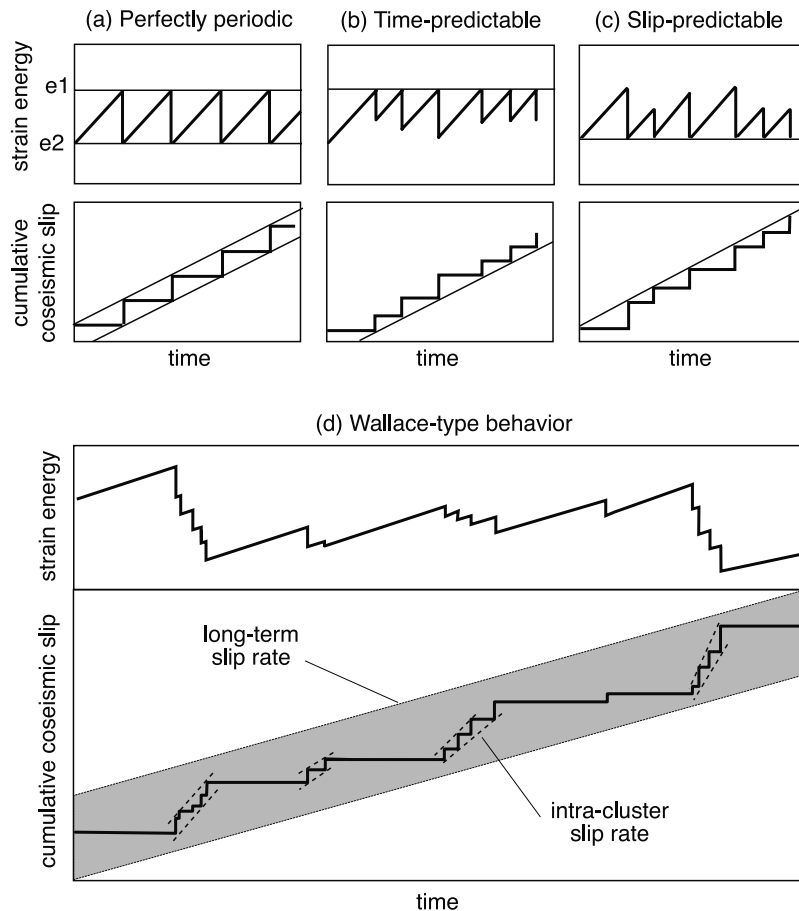 (a) Perfectly periodic
(b) Time-predictable
(c) Slip-predictable
strain energy
e1
e2
cumulative
coseismic slip
time
time
time
(d) Wallace-type behavior
strain energy
cumulative coseismic slip
long-term
slip rate
intra-cluster
slip rate
time